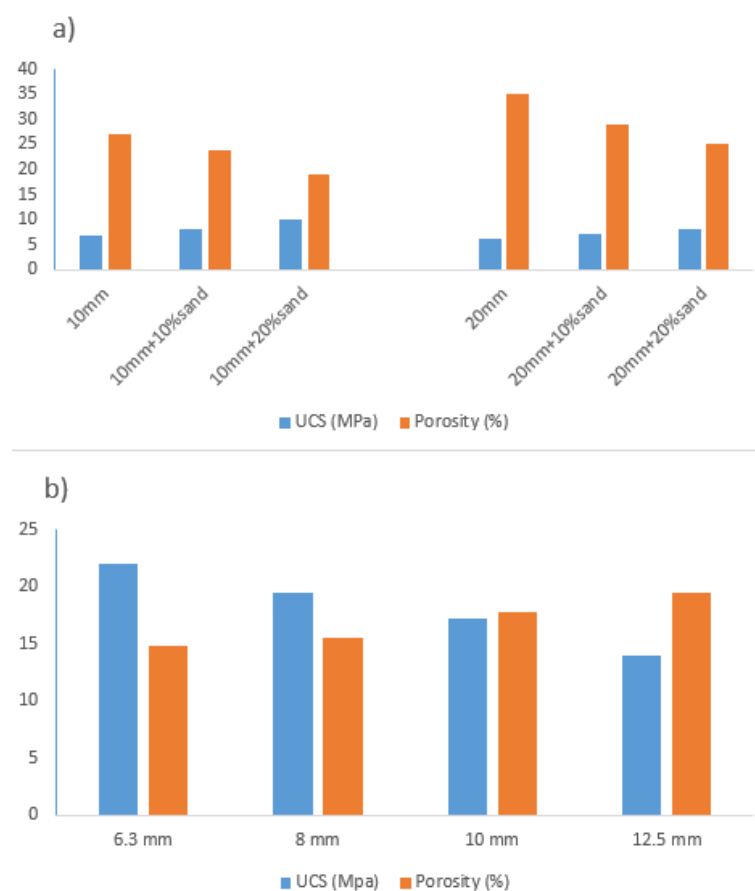 a)
40
35
30
25
20
15
10
5
0
10mm
10mm+10%sand
10mm+20%sand
20mm
20mm+10%sand
20mm+20%sand
UCS (MPa) Porosity (%)
b)
25
20
15
10
5
0
6.3 mm 8 mm 10 mm 12.5 mm
UCS (Mpa) Porosity (%)